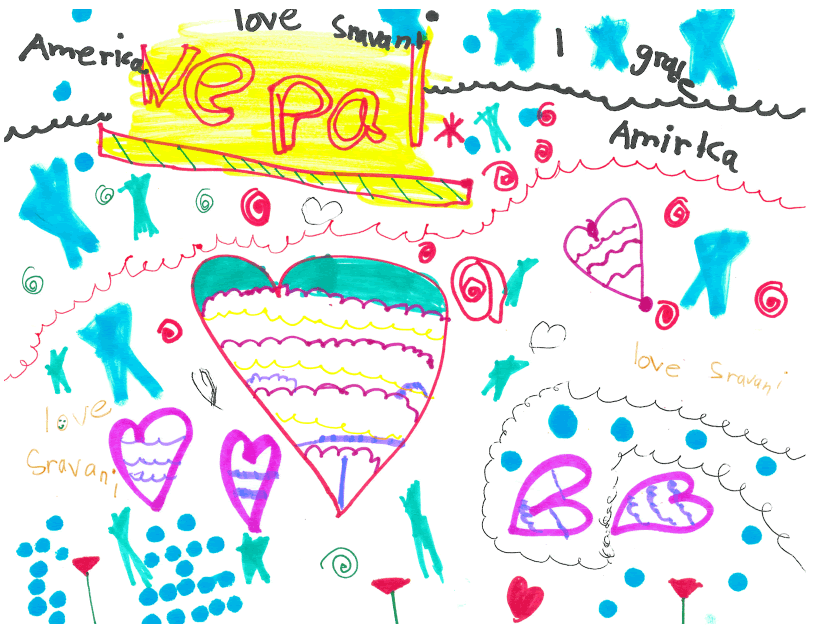 love Sravani
I grade
America
Nepal
Amirka
love Sravani
love
Sravani